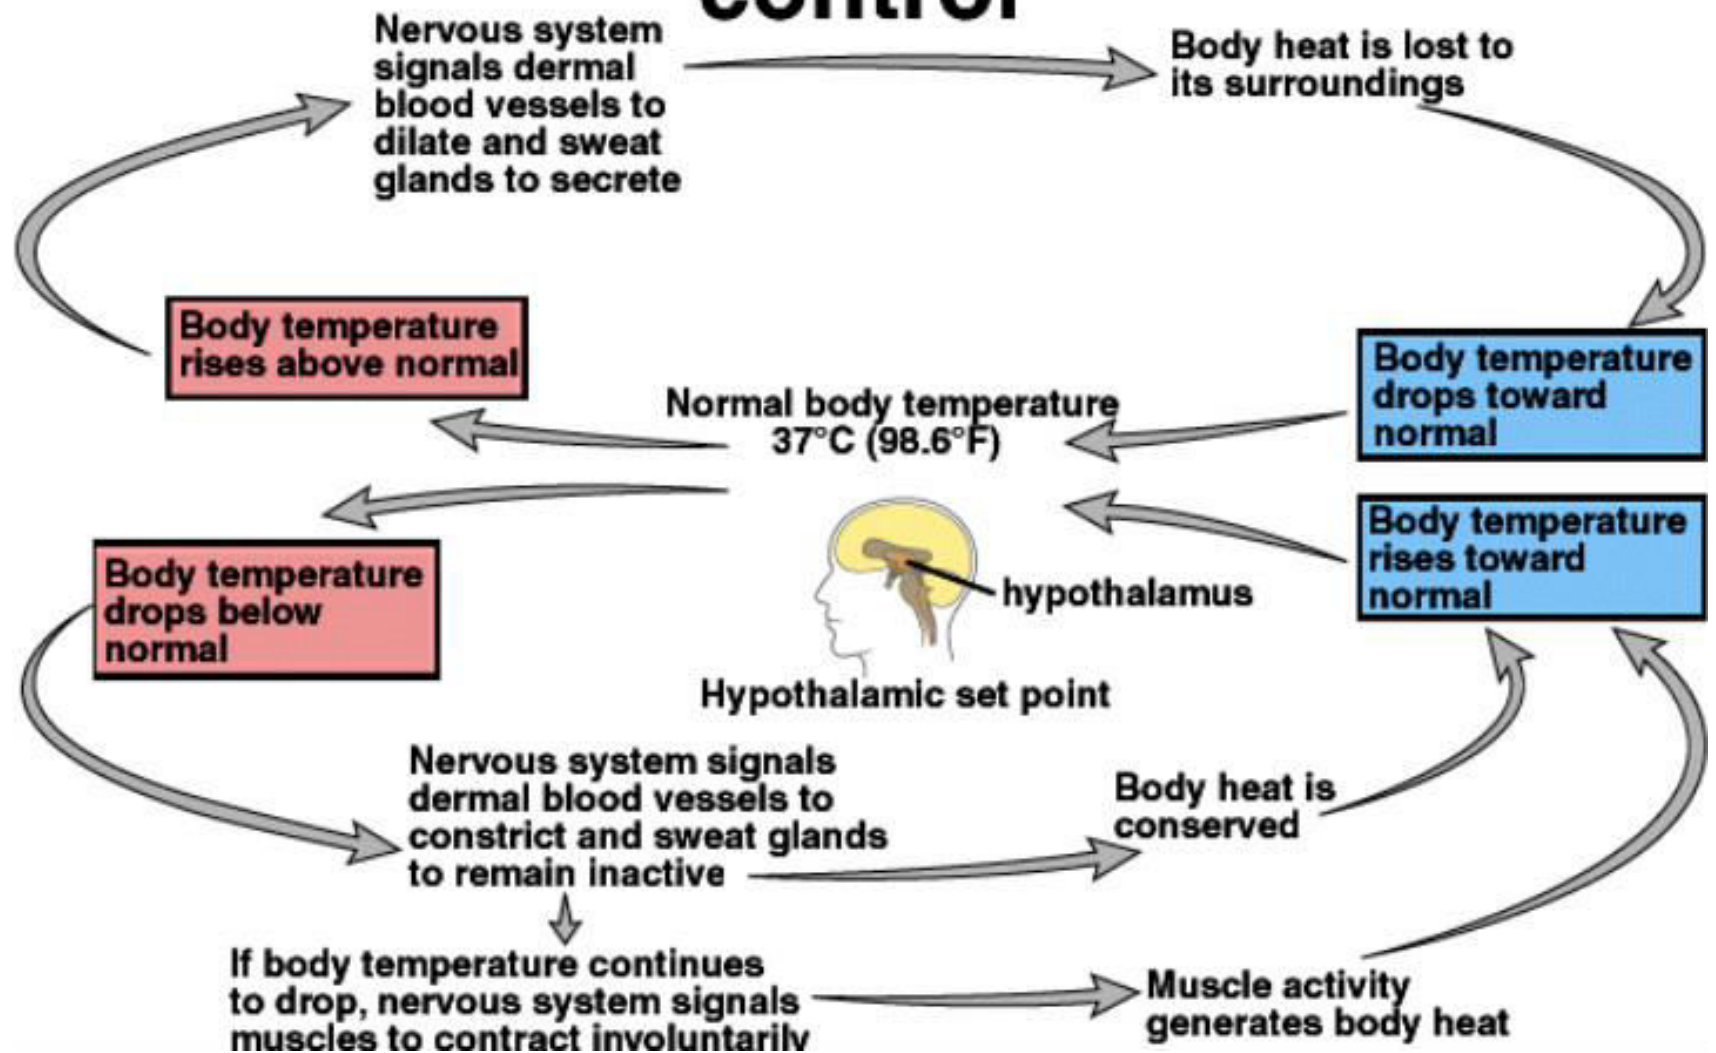 control
Nervous system
signals dermal
blood vessels to
dilate and sweat
glands to secrete
Body heat is lost to
its surroundings
Body temperature
rises above normal
Body temperature
drops toward
normal
Normal body temperature
37°C (98.6°F)
Body temperature
drops below
normal
hypothalamus
Body temperature
rises toward
normal
Hypothalamic set point
Nervous system signals
dermal blood vessels to
constrict and sweat glands
to remain inactive
Body heat is
conserved
If body temperature continues
to drop, nervous system signals
muscles to contract involuntarily
Muscle activity
generates body heat